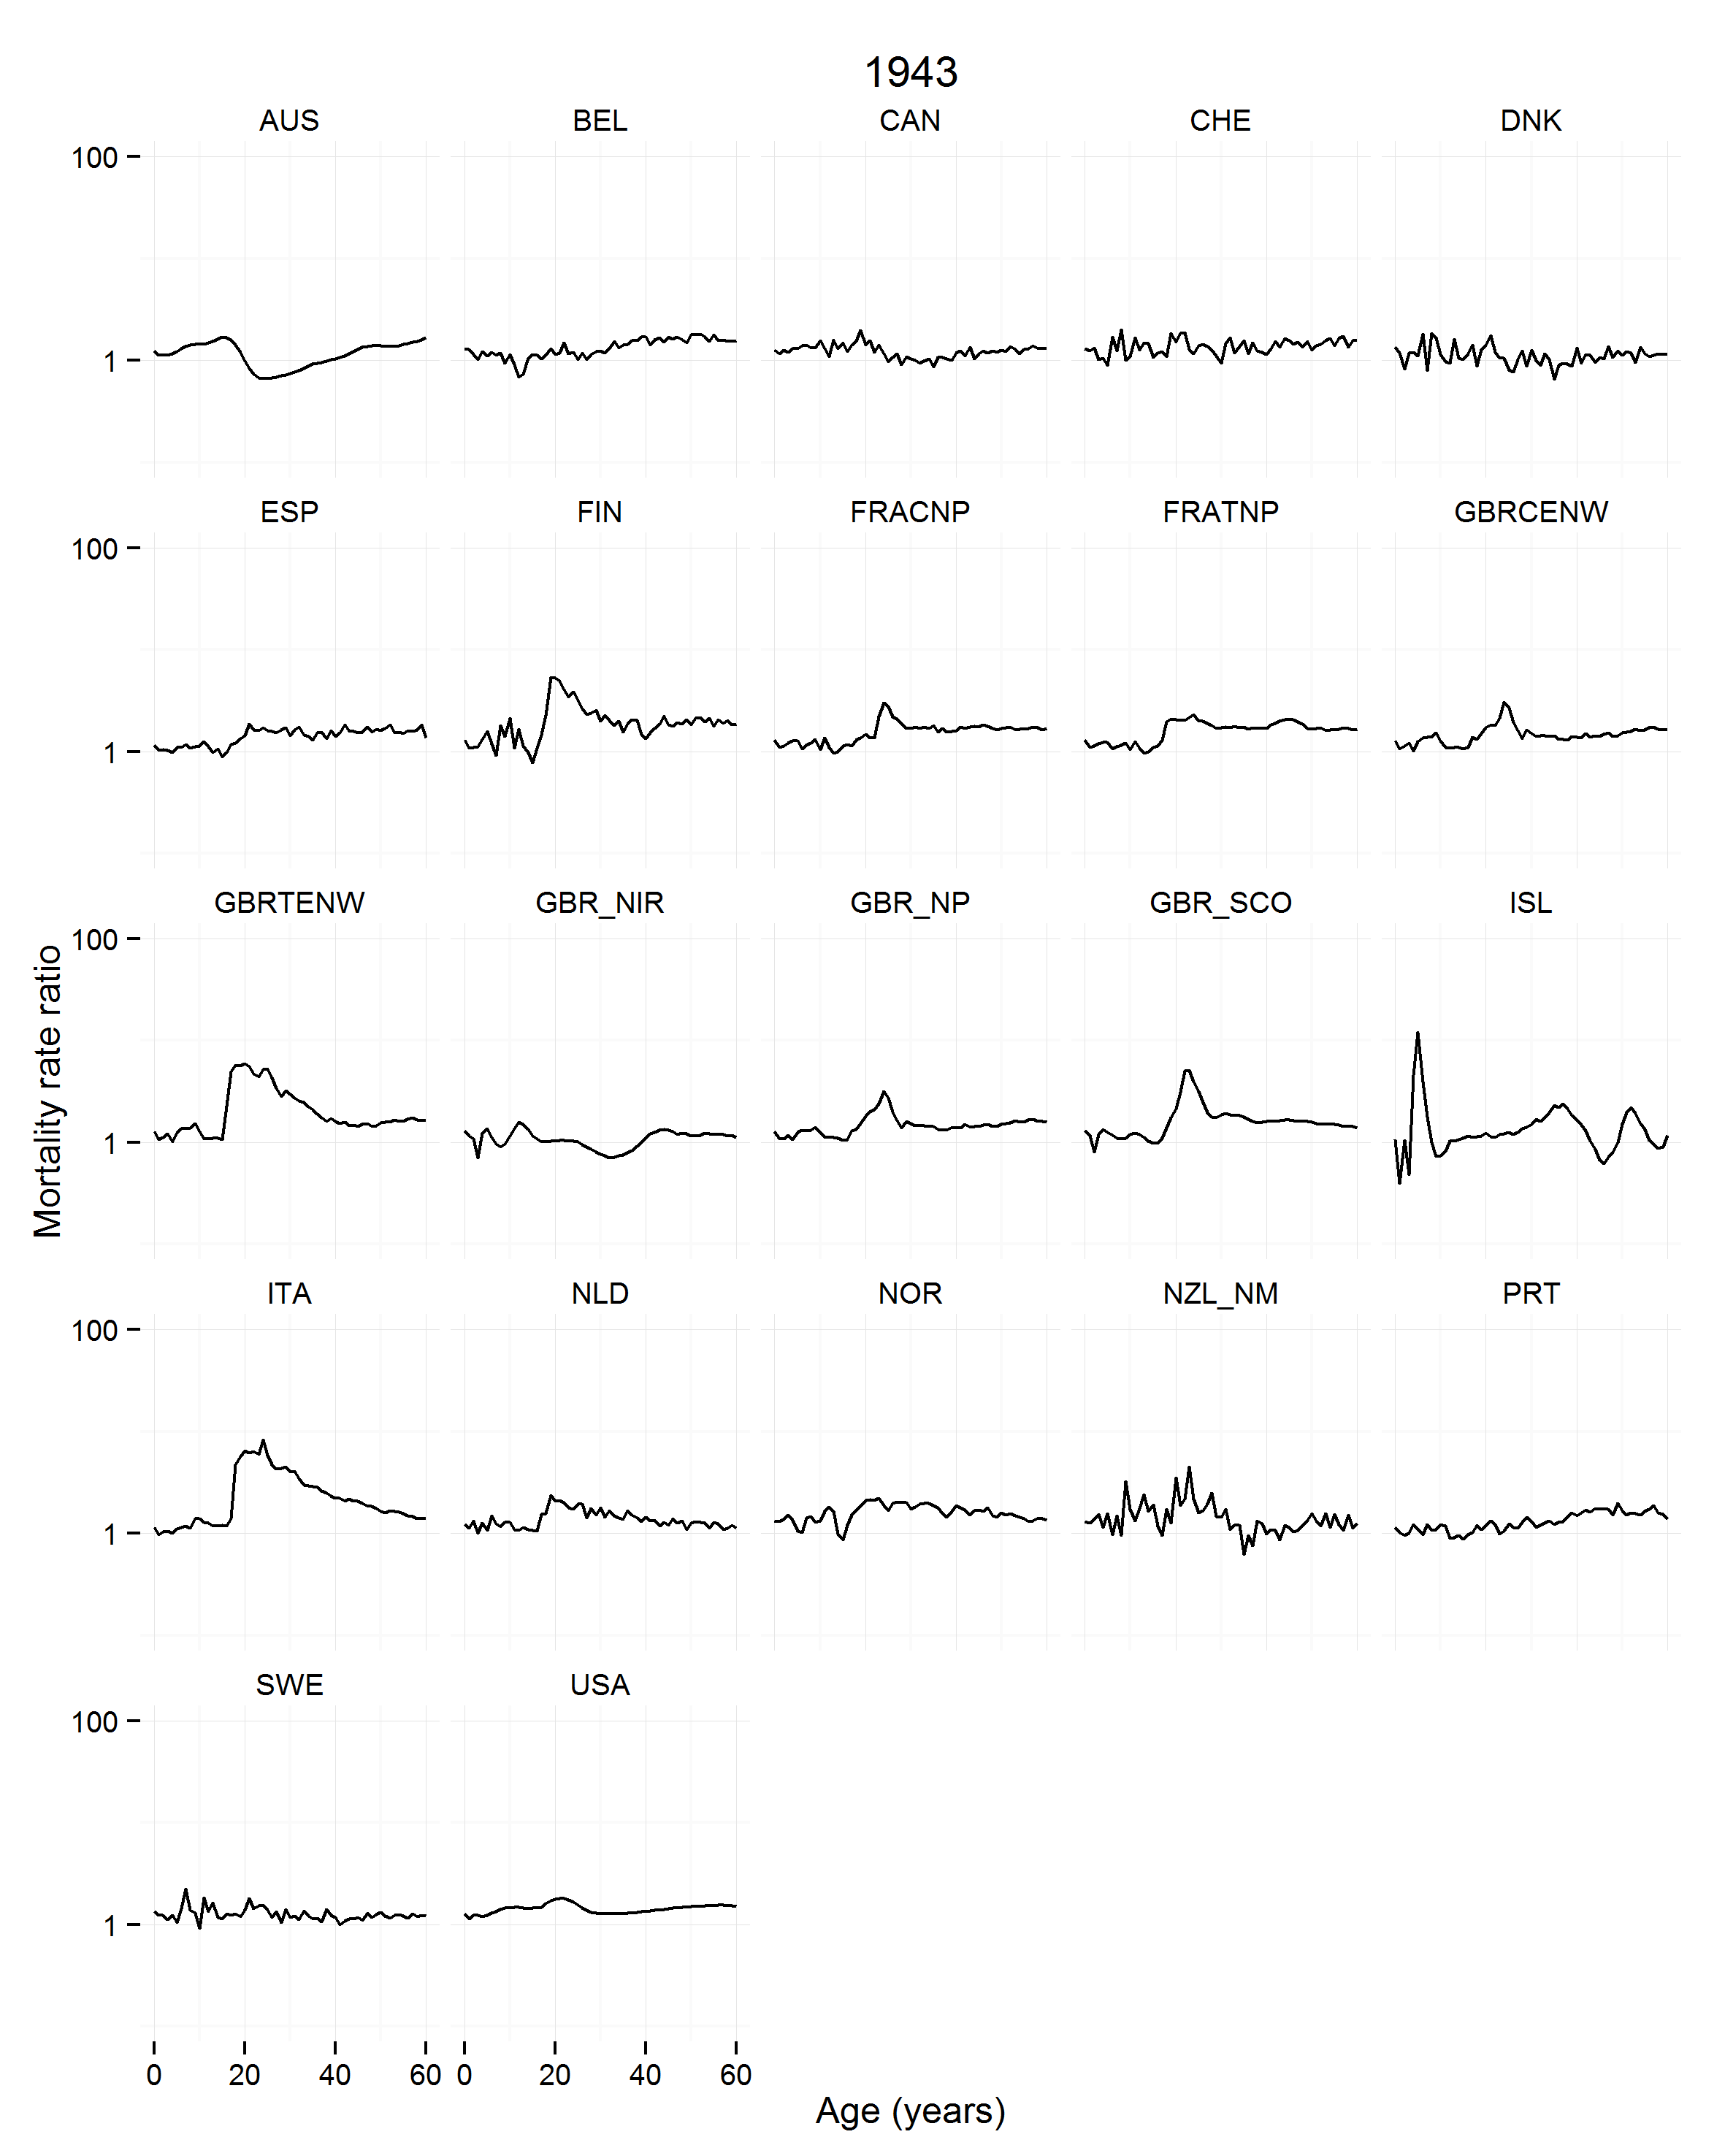 1943
AUS BEL CAN CHE DNK
100
1
ESP FIN FRACNP FRATNP GBRCENW
100
1
GBRTENW GBR_NIR GBR_NP GBR_SCO ISL
100
1
Mortality rate ratio
ITA NLD NOR NZL_NM PRT
100
1
SWE USA
100
1
0 20 40 60 0 20 40 60
Age (years)